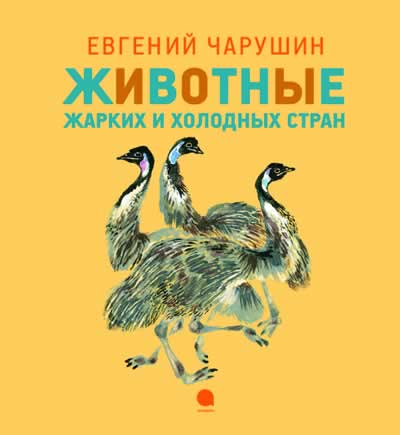 ЕВГЕНИЙ ЧАРУШИН
ЖИВОТНЫЕ
ЖАРКИХ И ХОЛОДНЫХ СТРАН